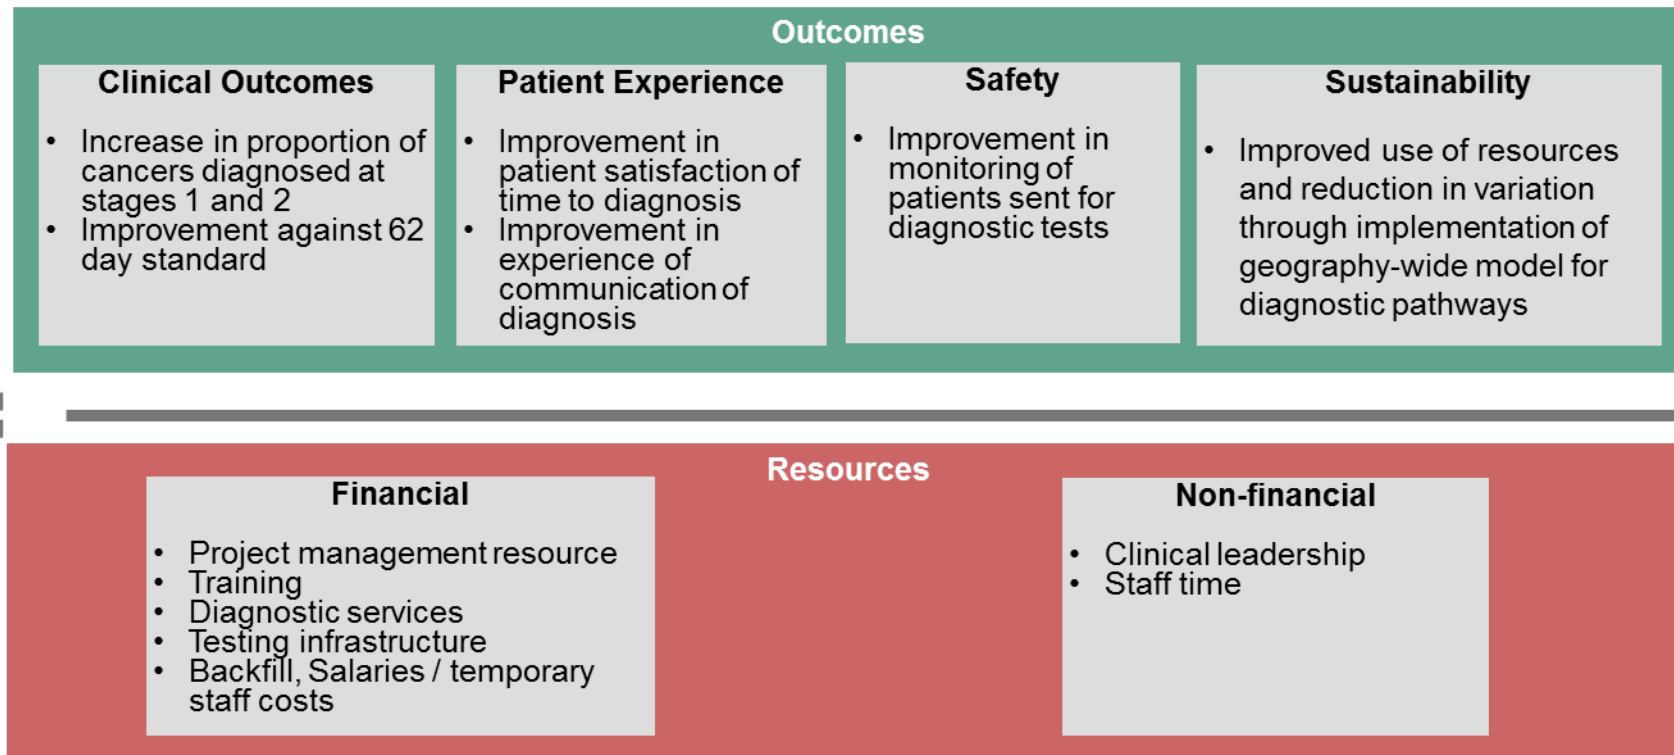 Outcomes
Clinical Outcomes
• Increase in proportion of
cancers diagnosed at
stages 1 and 2
• Improvement against 62
day standard
Patient Experience
• Improvement in
patient satisfaction of
time to diagnosis
• Improvement in
experience of
communication of
diagnosis
Safety
• Improvement in
monitoring of
patients sent for
diagnostic tests
Sustainability
• Improved use of resources
and reduction in variation
through implementation of
geography-wide model for
diagnostic pathways
Resources
Financial
• Project management resource
• Training
• Diagnostic services
• Testing infrastructure
• Backfill, Salaries / temporary
staff costs
Non-financial
• Clinical leadership
• Staff time